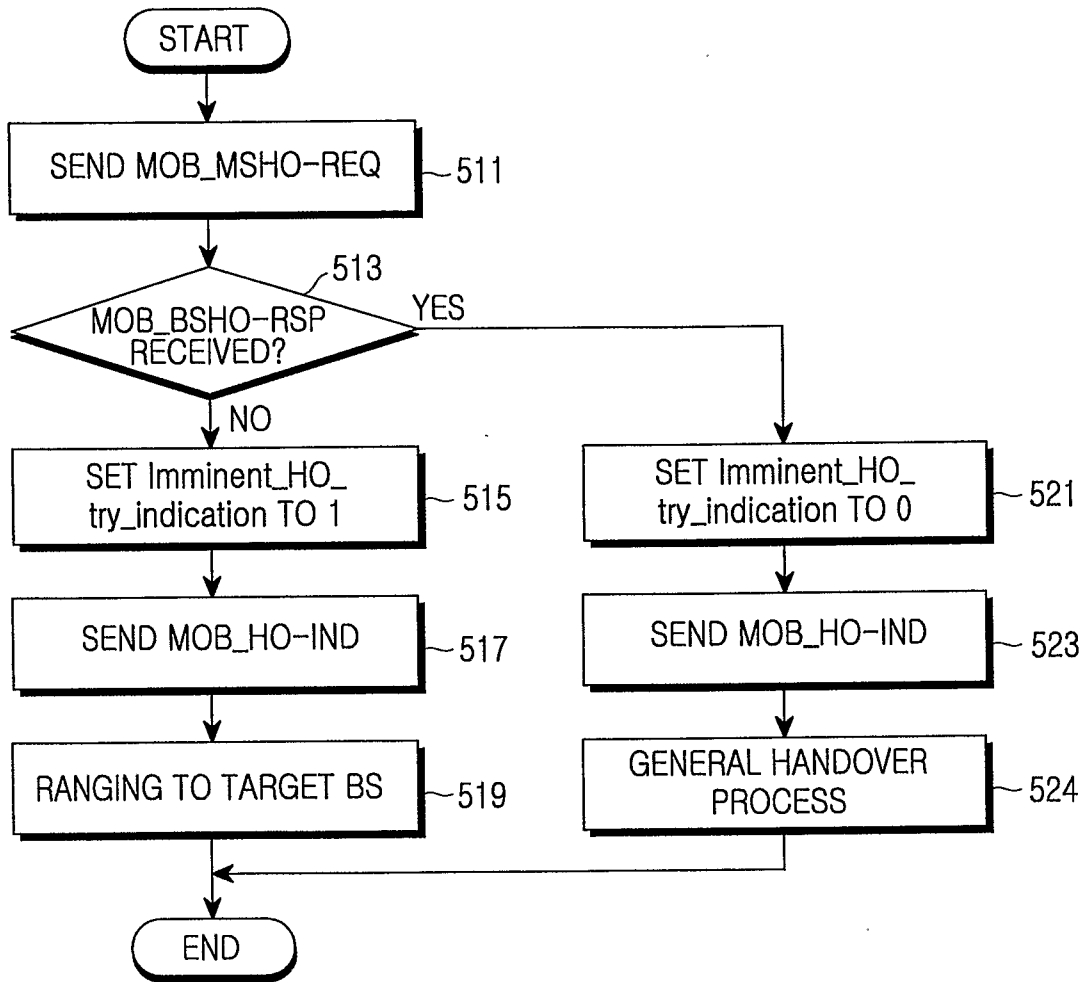 START
SEND MOB_MSHO-REQ
511
513
MOB_BSHO-RSP
RECEIVED?
YES
NO
SET Imminent_HO_
try_indication TO 1
515
SET Imminent_HO_
try_indication TO 0
521
SEND MOB_HO-IND
517
SEND MOB_HO-IND
523
RANGING TO TARGET BS
519
GENERAL HANDOVER
PROCESS
524
END